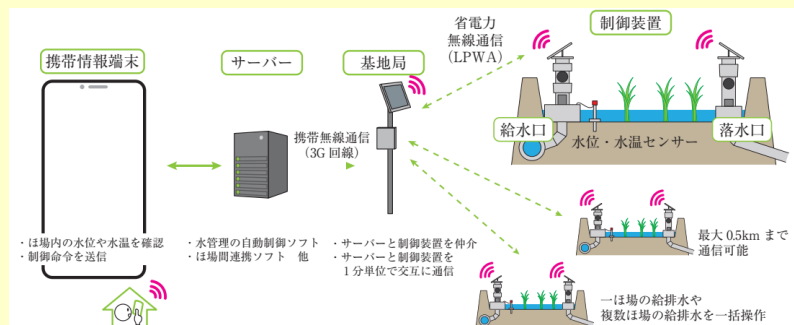 携帯情報端末
・ほ場内の水位や水温を確認
・制御命令を送信
サーバー
・水管理の自動制御ソフト
・ほ場間連携ソフト 他
携帯無線通信
(3G 回線)
基地局
・サーバーと制御装置を仲介
・サーバーと制御装置を
1分単位で交互に通信
省電力
無線通信
(LPWA)
制御装置
給水口
水位・水温センサー
落水口
最大 0.5km まで
通信可能
一ほ場の給排水や
複数ほ場の給排水を一括操作